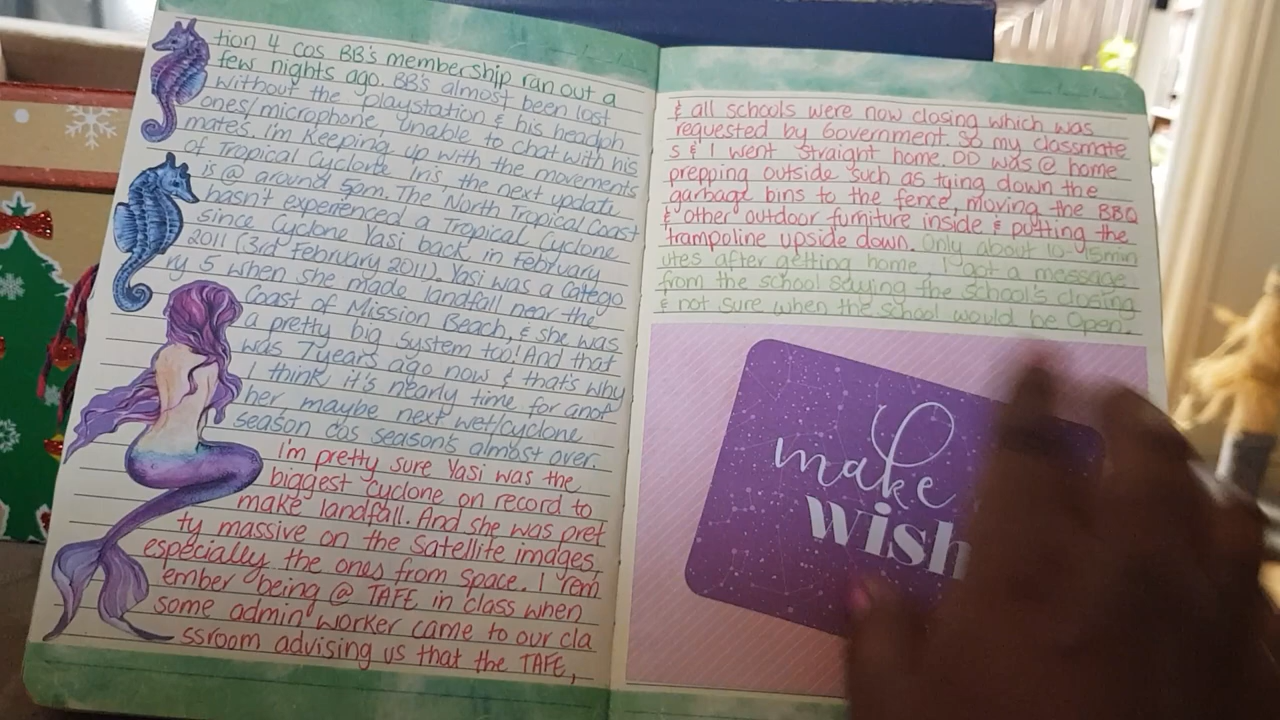 tion 4 cos BB's membership ran out a
few nights ago. BB's almost been lost
without the playstation & his headph
ones/microphone, unable to chat with his
mates. I'm keeping up with the movements
of Tropical Cyclone Iris, the next update
is @ around 5pm. The North Tropical Coast
hasn't experienced a Tropical Cyclone
since Cyclone Yasi back in February
2011 (3rd February 2011). Yasi was a Catego
ry 5 when she made landfall near the
Coast of Mission Beach, & she was
a pretty big system too! And that
was 7years ago now & that's why
I think it's nearly time for anot
her maybe next wet/cyclone
season cos season's almost over.
I'm pretty sure Yasi was the
biggest cyclone on record to
make landfall. And she was pret
ty massive on the satellite images,
especially the ones from space. I rem
ember being @ TAFE in class when
some admin worker came to our cla
ssroom advising us that the TAFE,
& all schools were now closing which was
requested by Government. So my classmate
s & I went straight home. DD was @ home
prepping outside such as tying down the
garbage bins to the fence, moving the BBQ
& other outdoor furniture inside & putting the
trampoline upside down. Only about 10-15min
utes after getting home, I got a message
from the school saying the school's closing
& not sure when the school would be Open.
make
wish